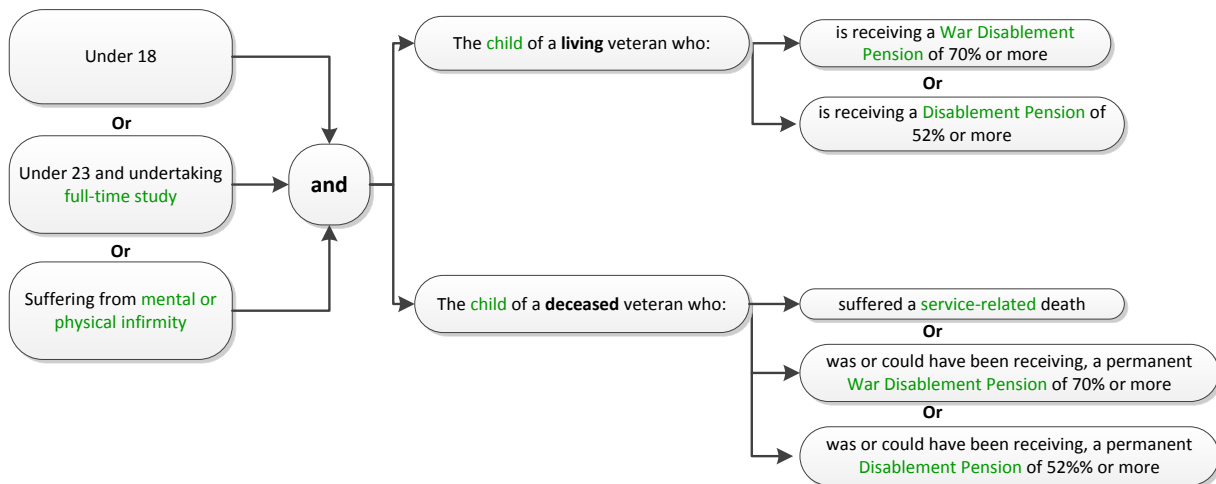 Under 18
Or
Under 23 and undertaking
full-time study
Or
Suffering from mental or
physical infirmity
and
The child of a living veteran who:
is receiving a War Disablement
Pension of 70% or more
Or
is receiving a Disablement Pension of
52% or more
The child of a deceased veteran who:
suffered a service-related death
Or
was or could have been receiving, a permanent
War Disablement Pension of 70% or more
Or
was or could have been receiving, a permanent
Disablement Pension of 52%% or more